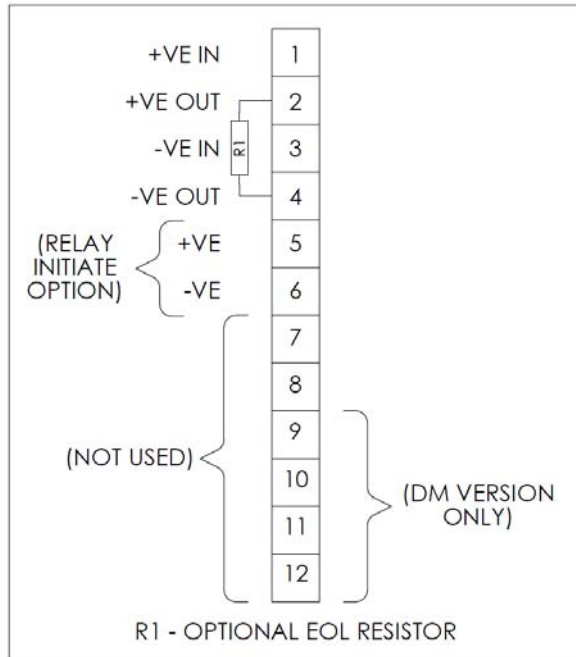 +VE IN 1
+VE OUT 2
-VE IN R1 3
-VE OUT 4
(RELAY
INITIATE
OPTION)
+VE 5
-VE 6
7
8
9
(NOT USED)
10
(DM VERSION
ONLY)
11
12
R1 - OPTIONAL EOL RESISTOR